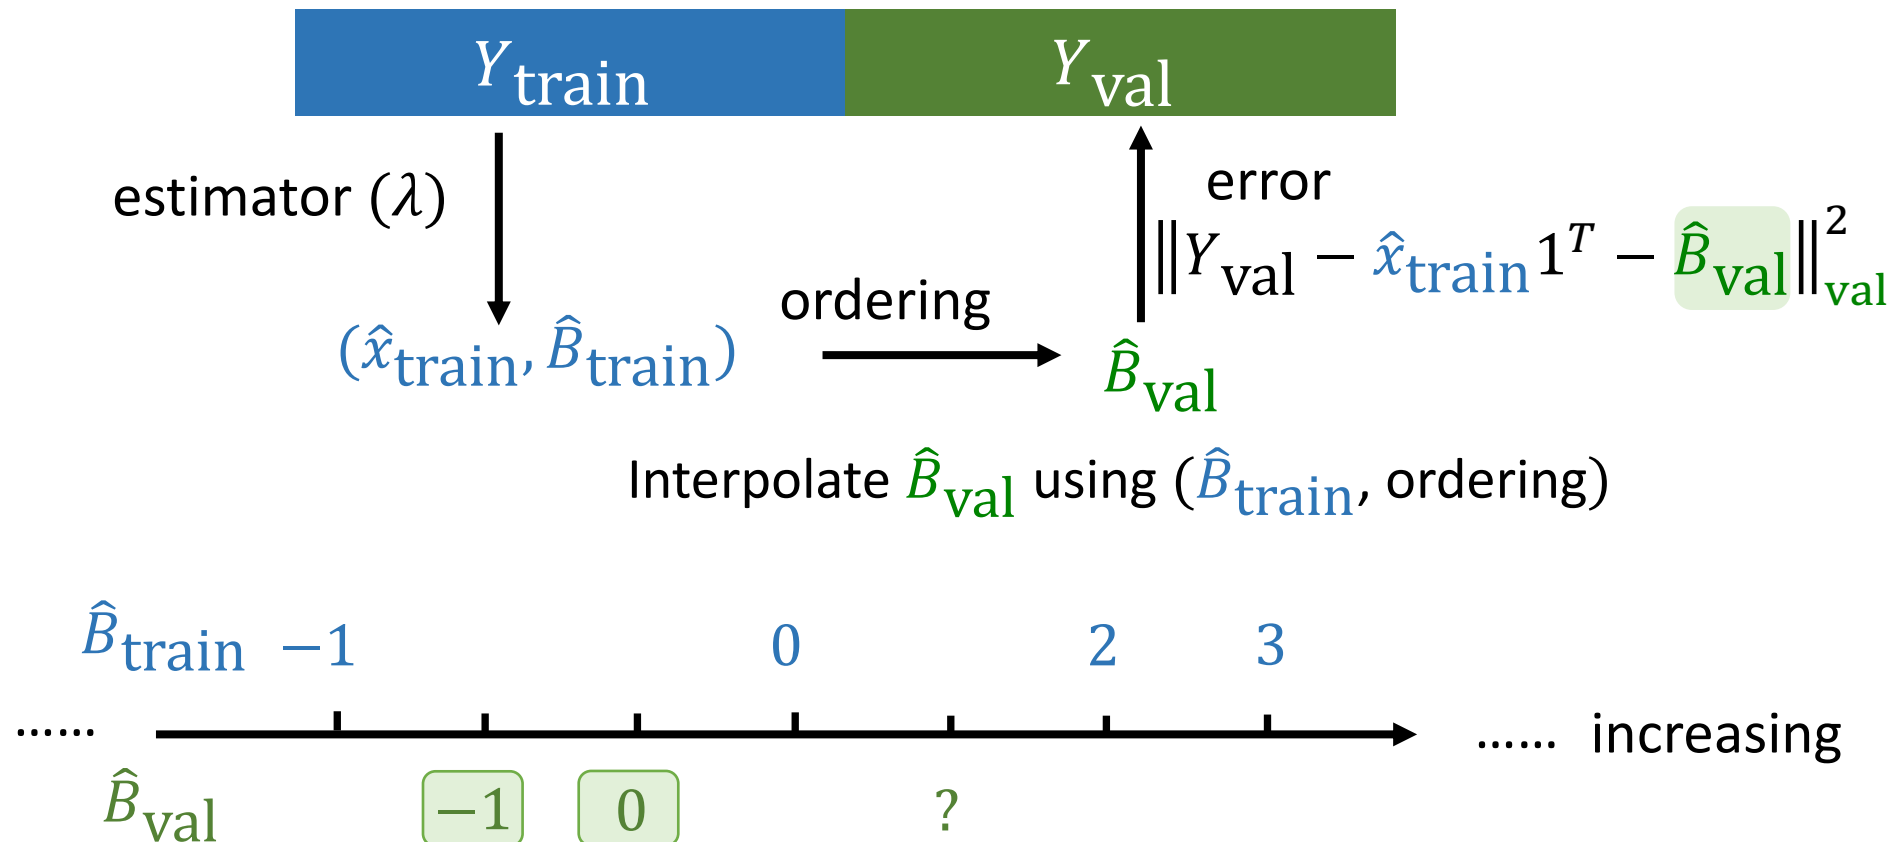 Y_train Y_val
estimator (λ)
error
‖Y_val − x̂_train 1^T − B̂_val‖²_val
ordering
(x̂_train, B̂_train)
B̂_val
Interpolate B̂_val using (B̂_train, ordering)
B̂_train −1 0 2 3
...... ...... increasing
B̂_val −1 0 ?